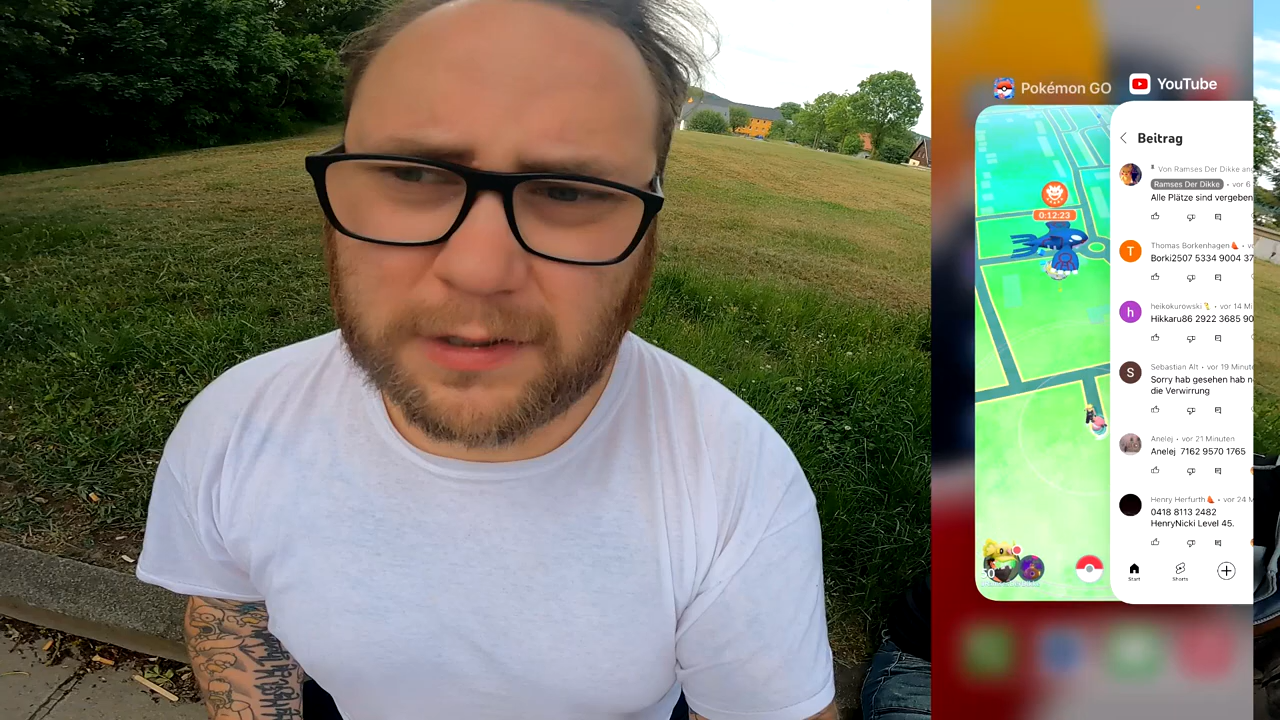 Pokémon GO
YouTube
Beitrag
Von Ramses Der Dikke an
Ramses Der Dikke • vor 6
Alle Plätze sind vergeben
0:12:23
Thomas Borkenhagen
Borki2507 5334 9004 37
heikokurowski • vor 14 Mi
Hikkaru86 2922 3685 90
Sebastian Alt • vor 19 Minut
Sorry hab gesehen hab n
die Verwirrung
Anelej • vor 21 Minuten
Anelej 7162 9570 1765
Henry Herfurth • vor 24 M
0418 8113 2482
HenryNicki Level 45.
50
Start
Shorts